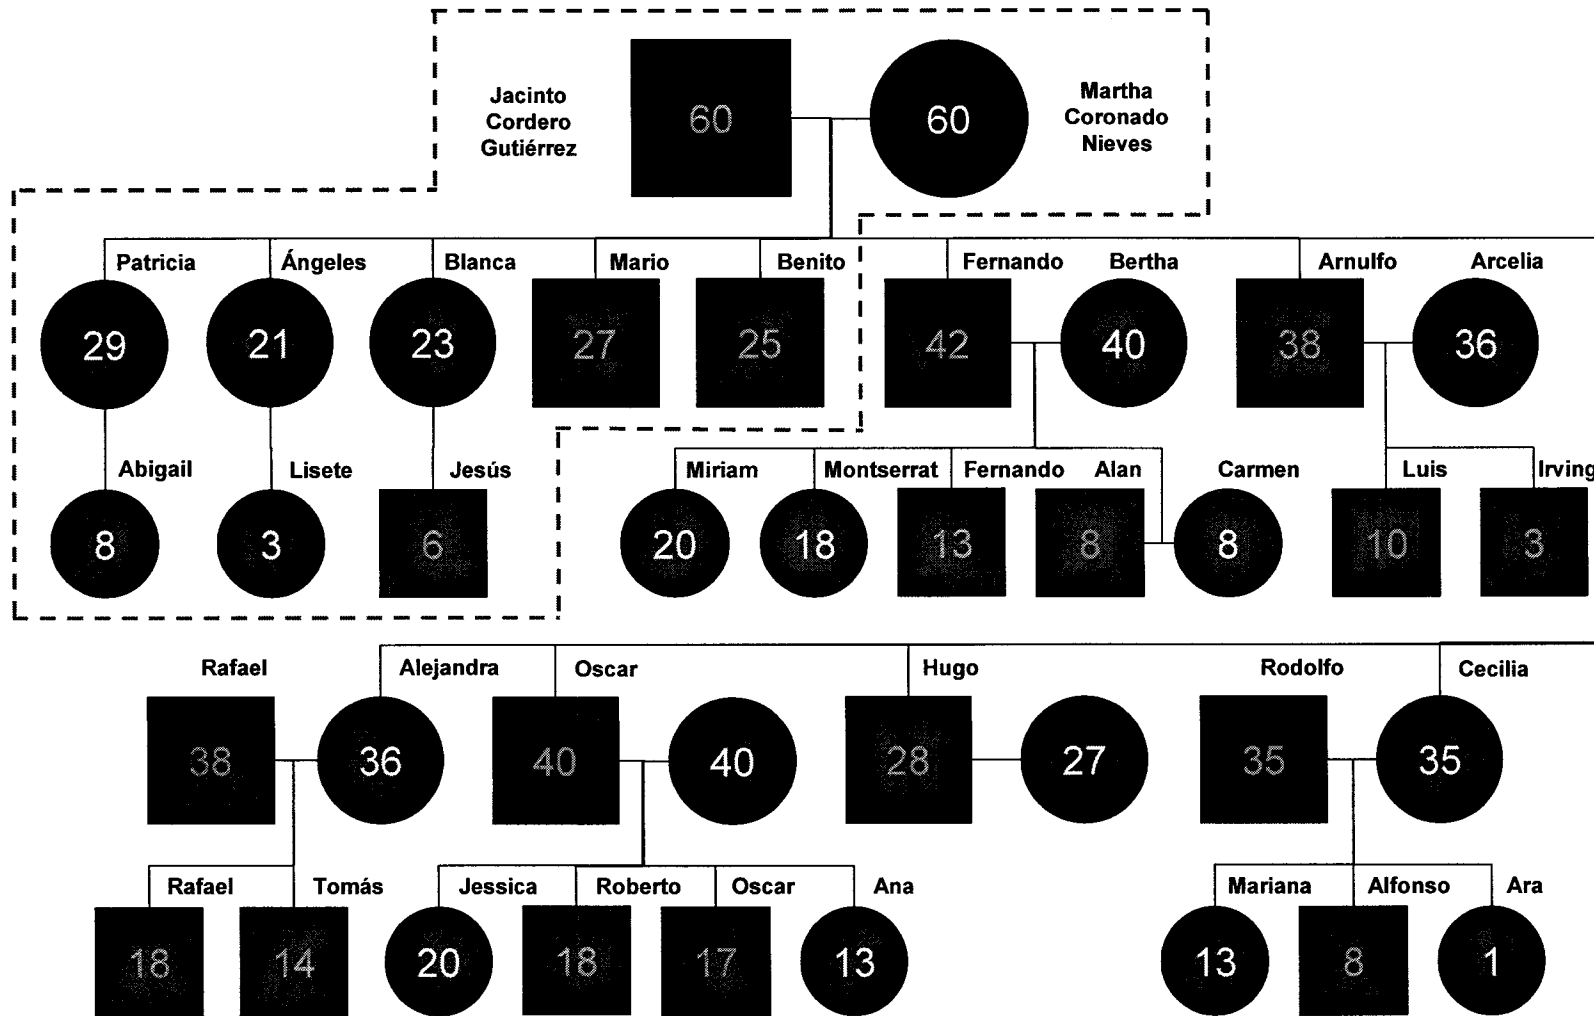 Jacinto
Cordero
Gutiérrez
60
60
Martha
Coronado
Nieves
Patricia Ángeles Blanca Mario Benito Fernando Bertha Arnulfo Arcelia
29 21 23 27 25 42 40 38 36
Abigail Lisete Jesús Miriam Montserrat Fernando Alan Carmen Luis Irving
8 3 6 20 18 13 8 8 10 3
Rafael Alejandra Oscar Hugo Rodolfo Cecilia
38 36 40 40 28 27 35 35
Rafael Tomás Jessica Roberto Oscar Ana Mariana Alfonso Ara
18 14 20 18 17 13 13 8 1